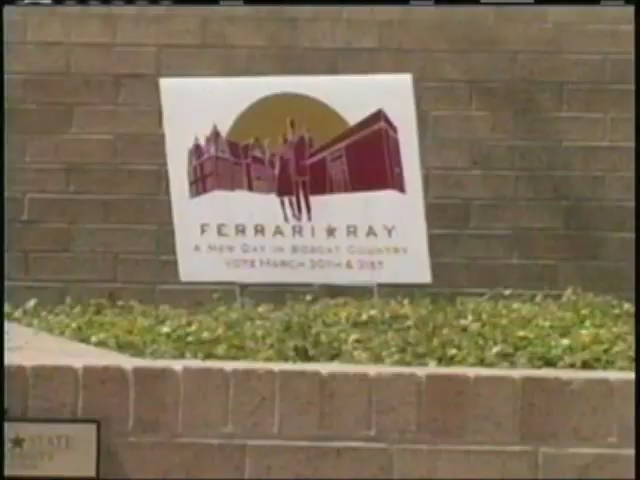 FERRARI ★ RAY
A NEW DAY IN BOBCAT COUNTRY
VOTE MARCH 30TH & 31ST
★ STATE